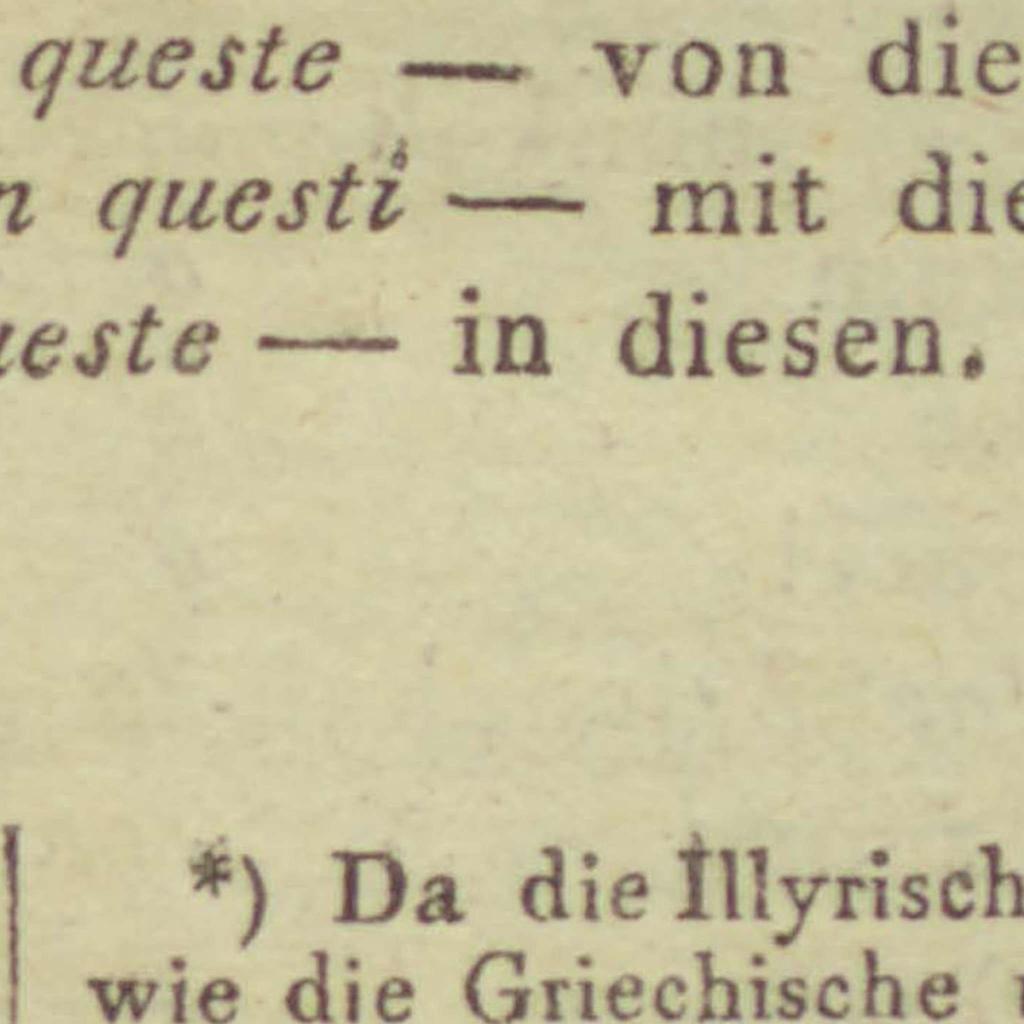 queste — von die
n questi — mit die
ueste — in diesen.
*) Da die Illyrisch
wie die Griechische